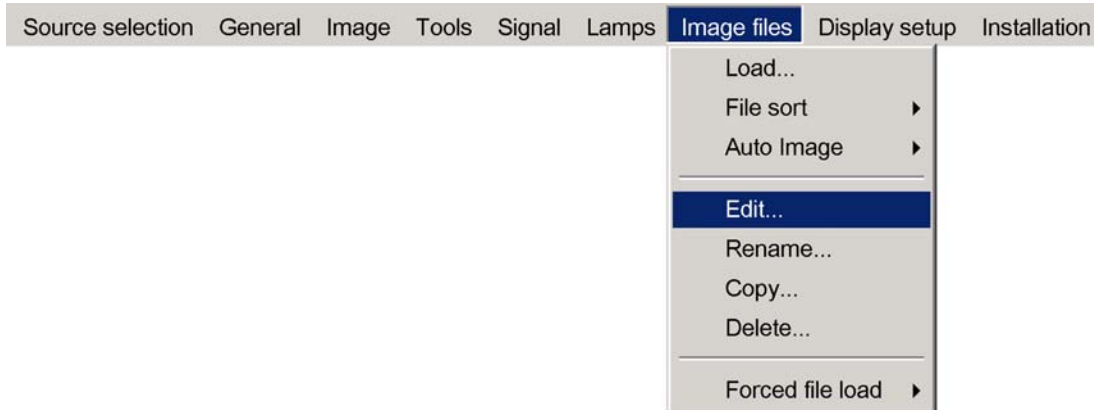 Source selection General Image Tools Signal Lamps Image files Display setup Installation
Load...
File sort
Auto Image
Edit...
Rename...
Copy...
Delete...
Forced file load